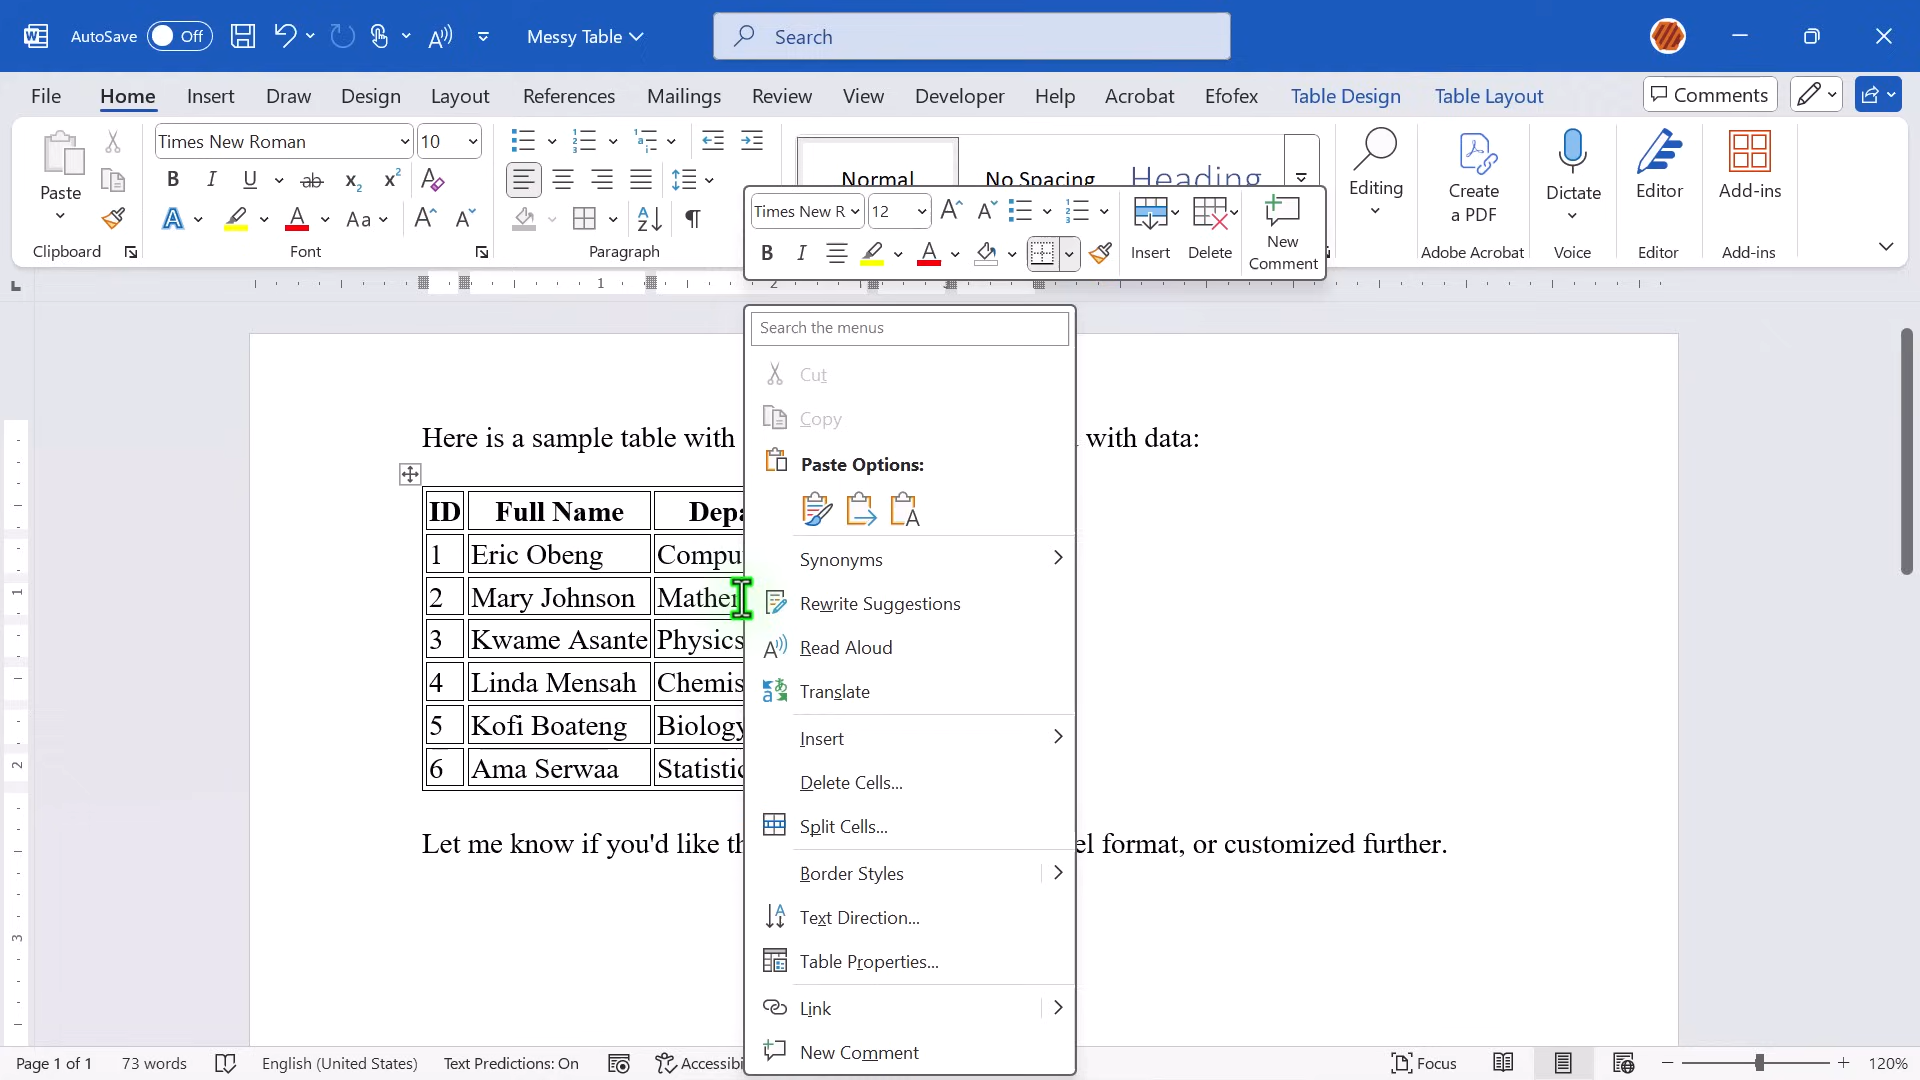 AutoSave Off Messy Table Search
File Home Insert Draw Design Layout References Mailings Review View Developer Help Acrobat Efofex Table Design Table Layout Comments
Times New Roman 10
Paste
Normal No Spacing Heading
Editing Create a PDF Dictate Editor Add-ins
Clipboard Font Paragraph Adobe Acrobat Voice Editor Add-ins
Times New R 12
Insert Delete New Comment
1 2 3
Search the menus
Cut
Copy
Paste Options:
Synonyms
Rewrite Suggestions
Read Aloud
Translate
Insert
Delete Cells...
Split Cells...
Border Styles
Text Direction...
Table Properties...
Link
New Comment
Here is a sample table with with data:
ID Full Name
1 Eric Obeng
2 Mary Johnson
3 Kwame Asante Physics
4 Linda Mensah
5 Kofi Boateng Biology
6 Ama Serwaa
Let me know if you'd like format, or customized further.
Page 1 of 1 73 words English (United States) Text Predictions: On Focus 120%